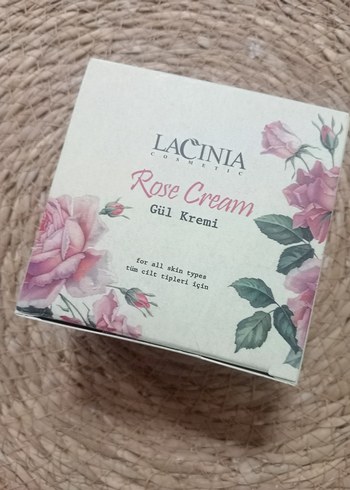 LACINIA
COSMETIC
Rose Cream
Gül Kremi
for all skin types
tüm cilt tipleri için